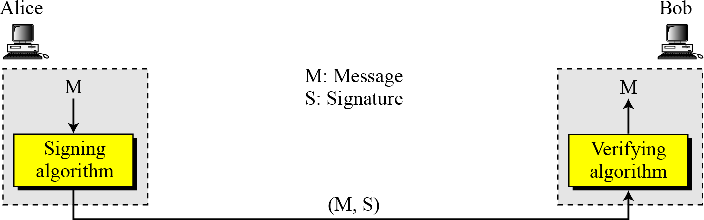 Alice
Bob
M
M: Message
S: Signature
M
Signing
algorithm
Verifying
algorithm
(M, S)